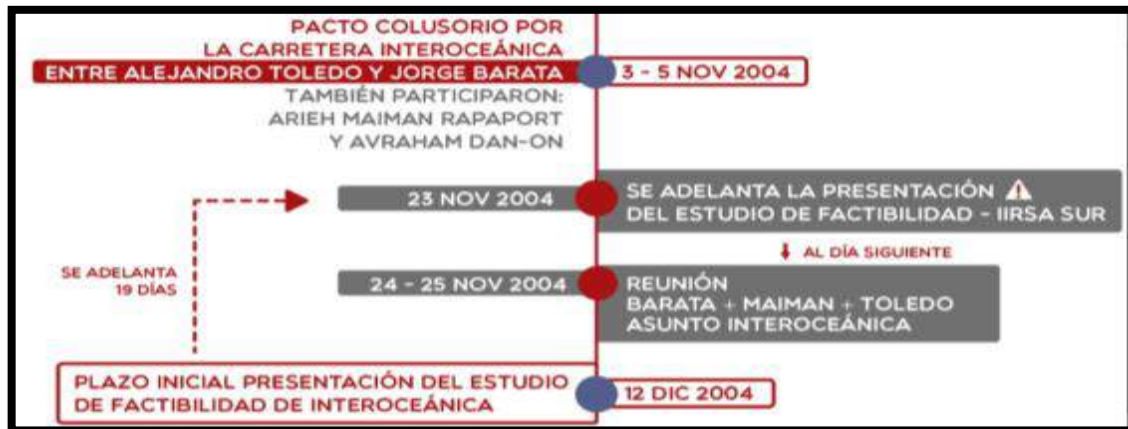 PACTO COLUSORIO POR
LA CARRETERA INTEROCEÁNICA
ENTRE ALEJANDRO TOLEDO Y JORGE BARATA
3 - 5 NOV 2004
TAMBIÉN PARTICIPARON:
ARIEH MAIMAN RAPAPORT
Y AVRAHAM DAN-ON
23 NOV 2004
SE ADELANTA LA PRESENTACIÓN
DEL ESTUDIO DE FACTIBILIDAD - IIRSA SUR
AL DÍA SIGUIENTE
SE ADELANTA
19 DÍAS
24 - 25 NOV 2004
REUNIÓN
BARATA + MAIMAN + TOLEDO
ASUNTO INTEROCEÁNICA
PLAZO INICIAL PRESENTACIÓN DEL ESTUDIO
DE FACTIBILIDAD DE INTEROCEÁNICA
12 DIC 2004